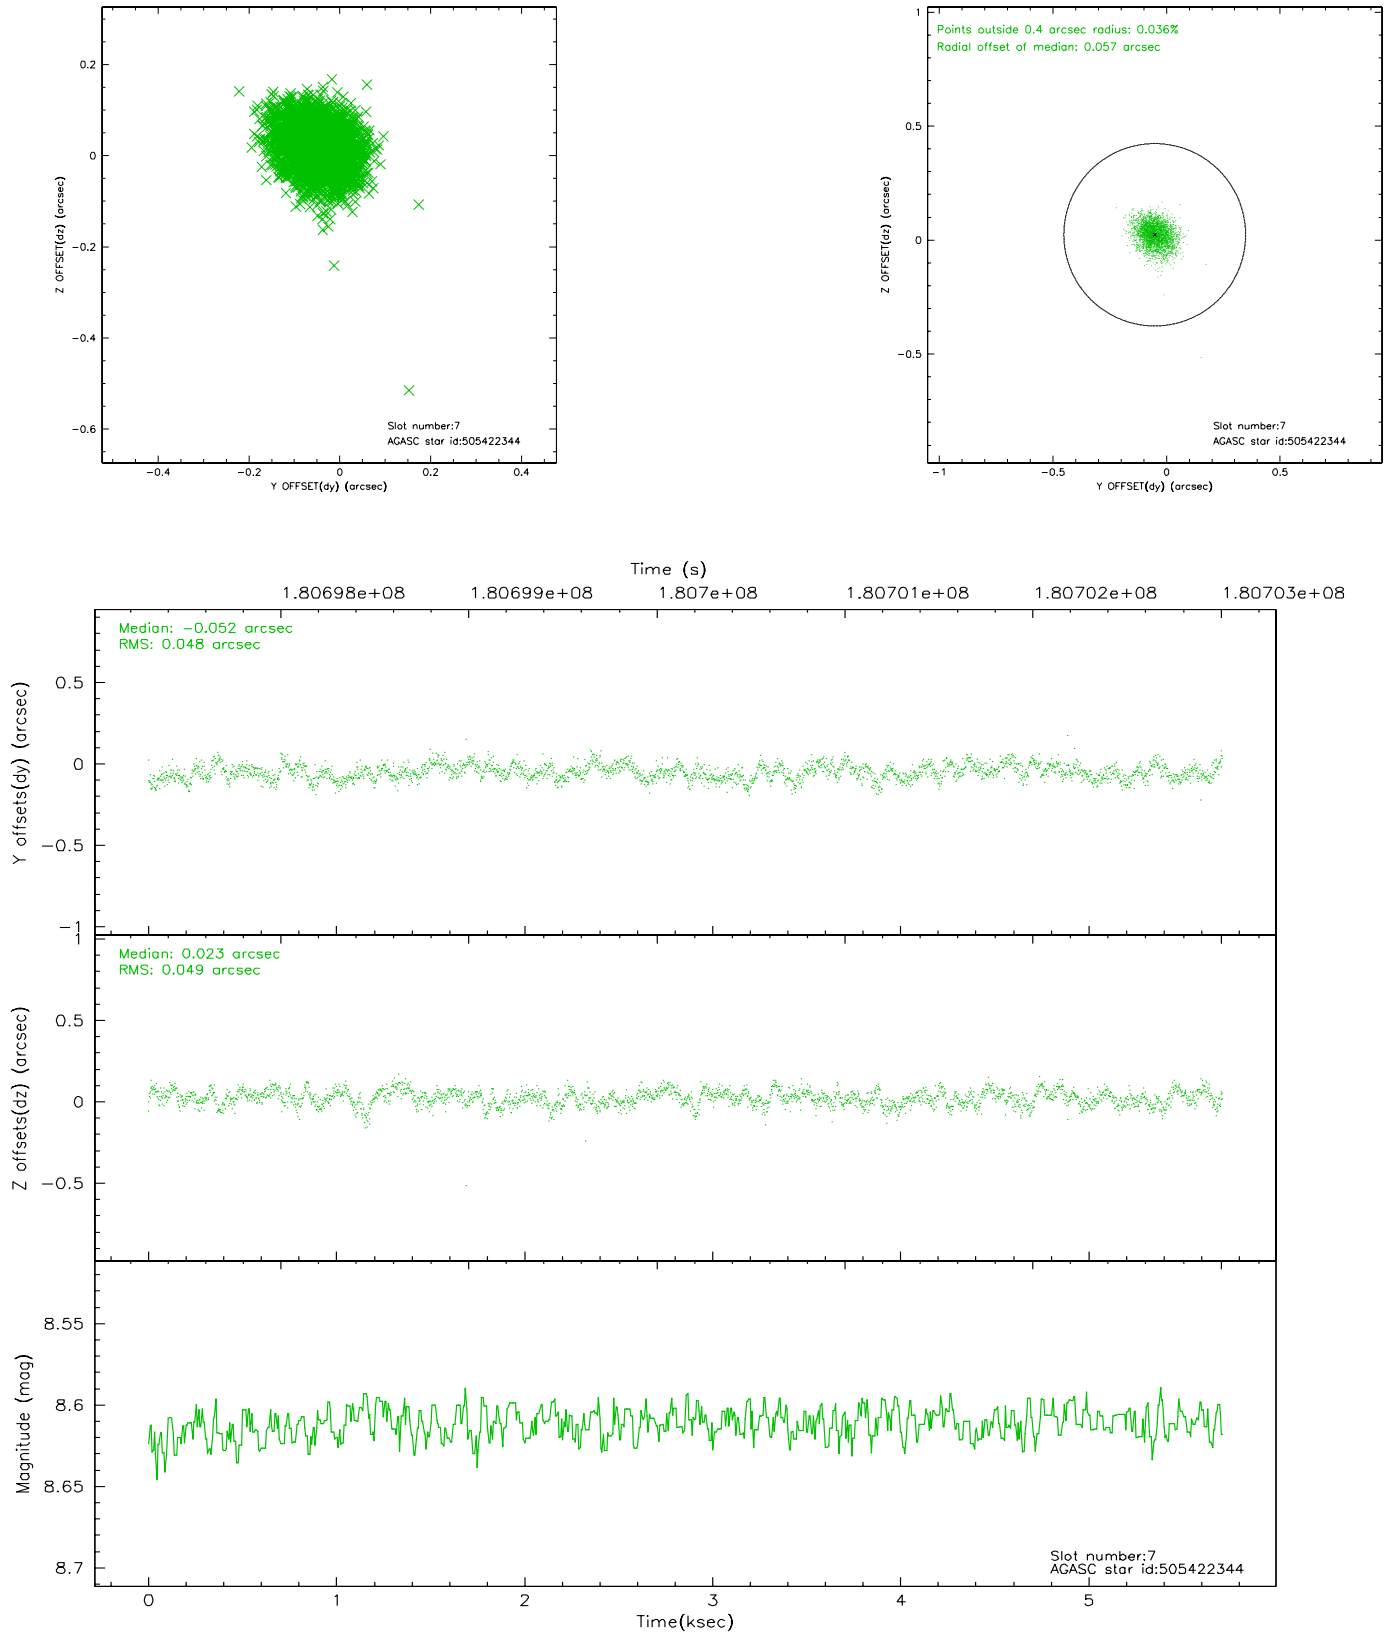 0.2
0
−0.2
−0.4
−0.6
−0.4
−0.2
0
0.2
0.4
Z OFFSET(dz) (arcsec)
Y OFFSET(dy) (arcsec)
Slot number:7
AGASC star id:505422344
Points outside 0.4 arcsec radius: 0.036%
Radial offset of median: 0.057 arcsec
1
0.5
0
−0.5
−1
−0.5
0
0.5
Z OFFSET(dz) (arcsec)
Y OFFSET(dy) (arcsec)
Slot number:7
AGASC star id:505422344
Time (s)
1.80698e+08
1.80699e+08
1.807e+08
1.80701e+08
1.80702e+08
1.80703e+08
Median: −0.052 arcsec
RMS: 0.048 arcsec
Y offsets(dy) (arcsec)
0.5
0
−0.5
−1
Median: 0.023 arcsec
RMS: 0.049 arcsec
Z offsets(dz) (arcsec)
1
0.5
0
−0.5
Magnitude (mag)
8.55
8.6
8.65
8.7
Slot number:7
AGASC star id:505422344
0
1
2
3
4
5
Time(ksec)